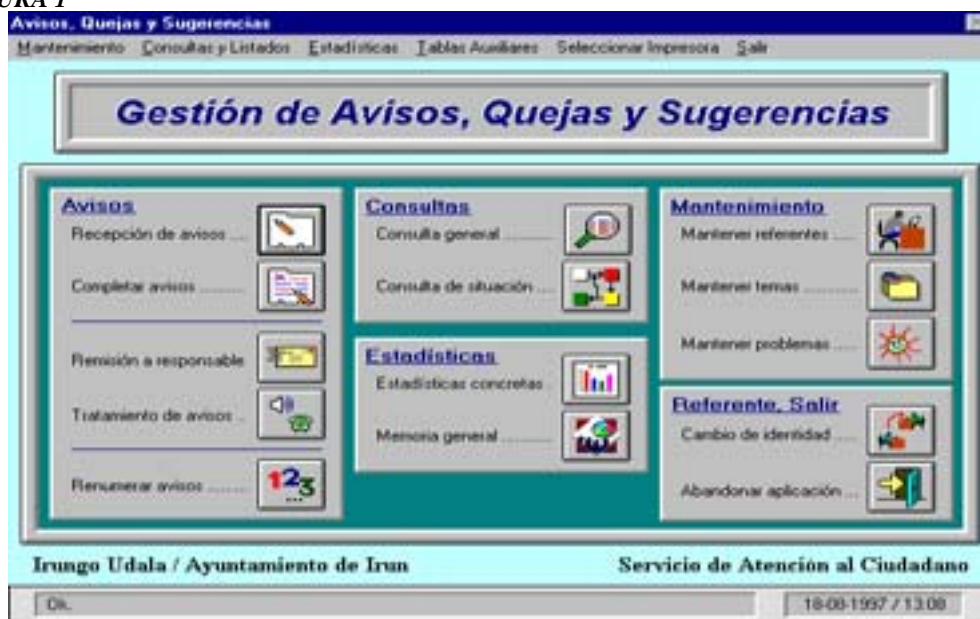 URA 1
Avisos, Quejas y Sugerencias
Mantenimiento Consultas y Listados Estadísticas Tablas Auxiliares Seleccionar Impresora Salir
Gestión de Avisos, Quejas y Sugerencias
Avisos
Recepción de avisos ...
Completar avisos .........
Remisión a responsable
Tratamiento de avisos ..
Renumerar avisos ........
123
...
Consultas
Consulta general .........
Consulta de situación ...
Estadísticas
Estadísticas concretas .
Memoria general ..........
Mantenimiento
Mantener referentes .....
Mantener temas ...........
Mantener problemas .....
Referente, Salir
Cambio de identidad ....
Abandonar aplicación ...
Irungo Udala / Ayuntamiento de Irun
Servicio de Atención al Ciudadano
Ok.
18-08-1997 / 13:08